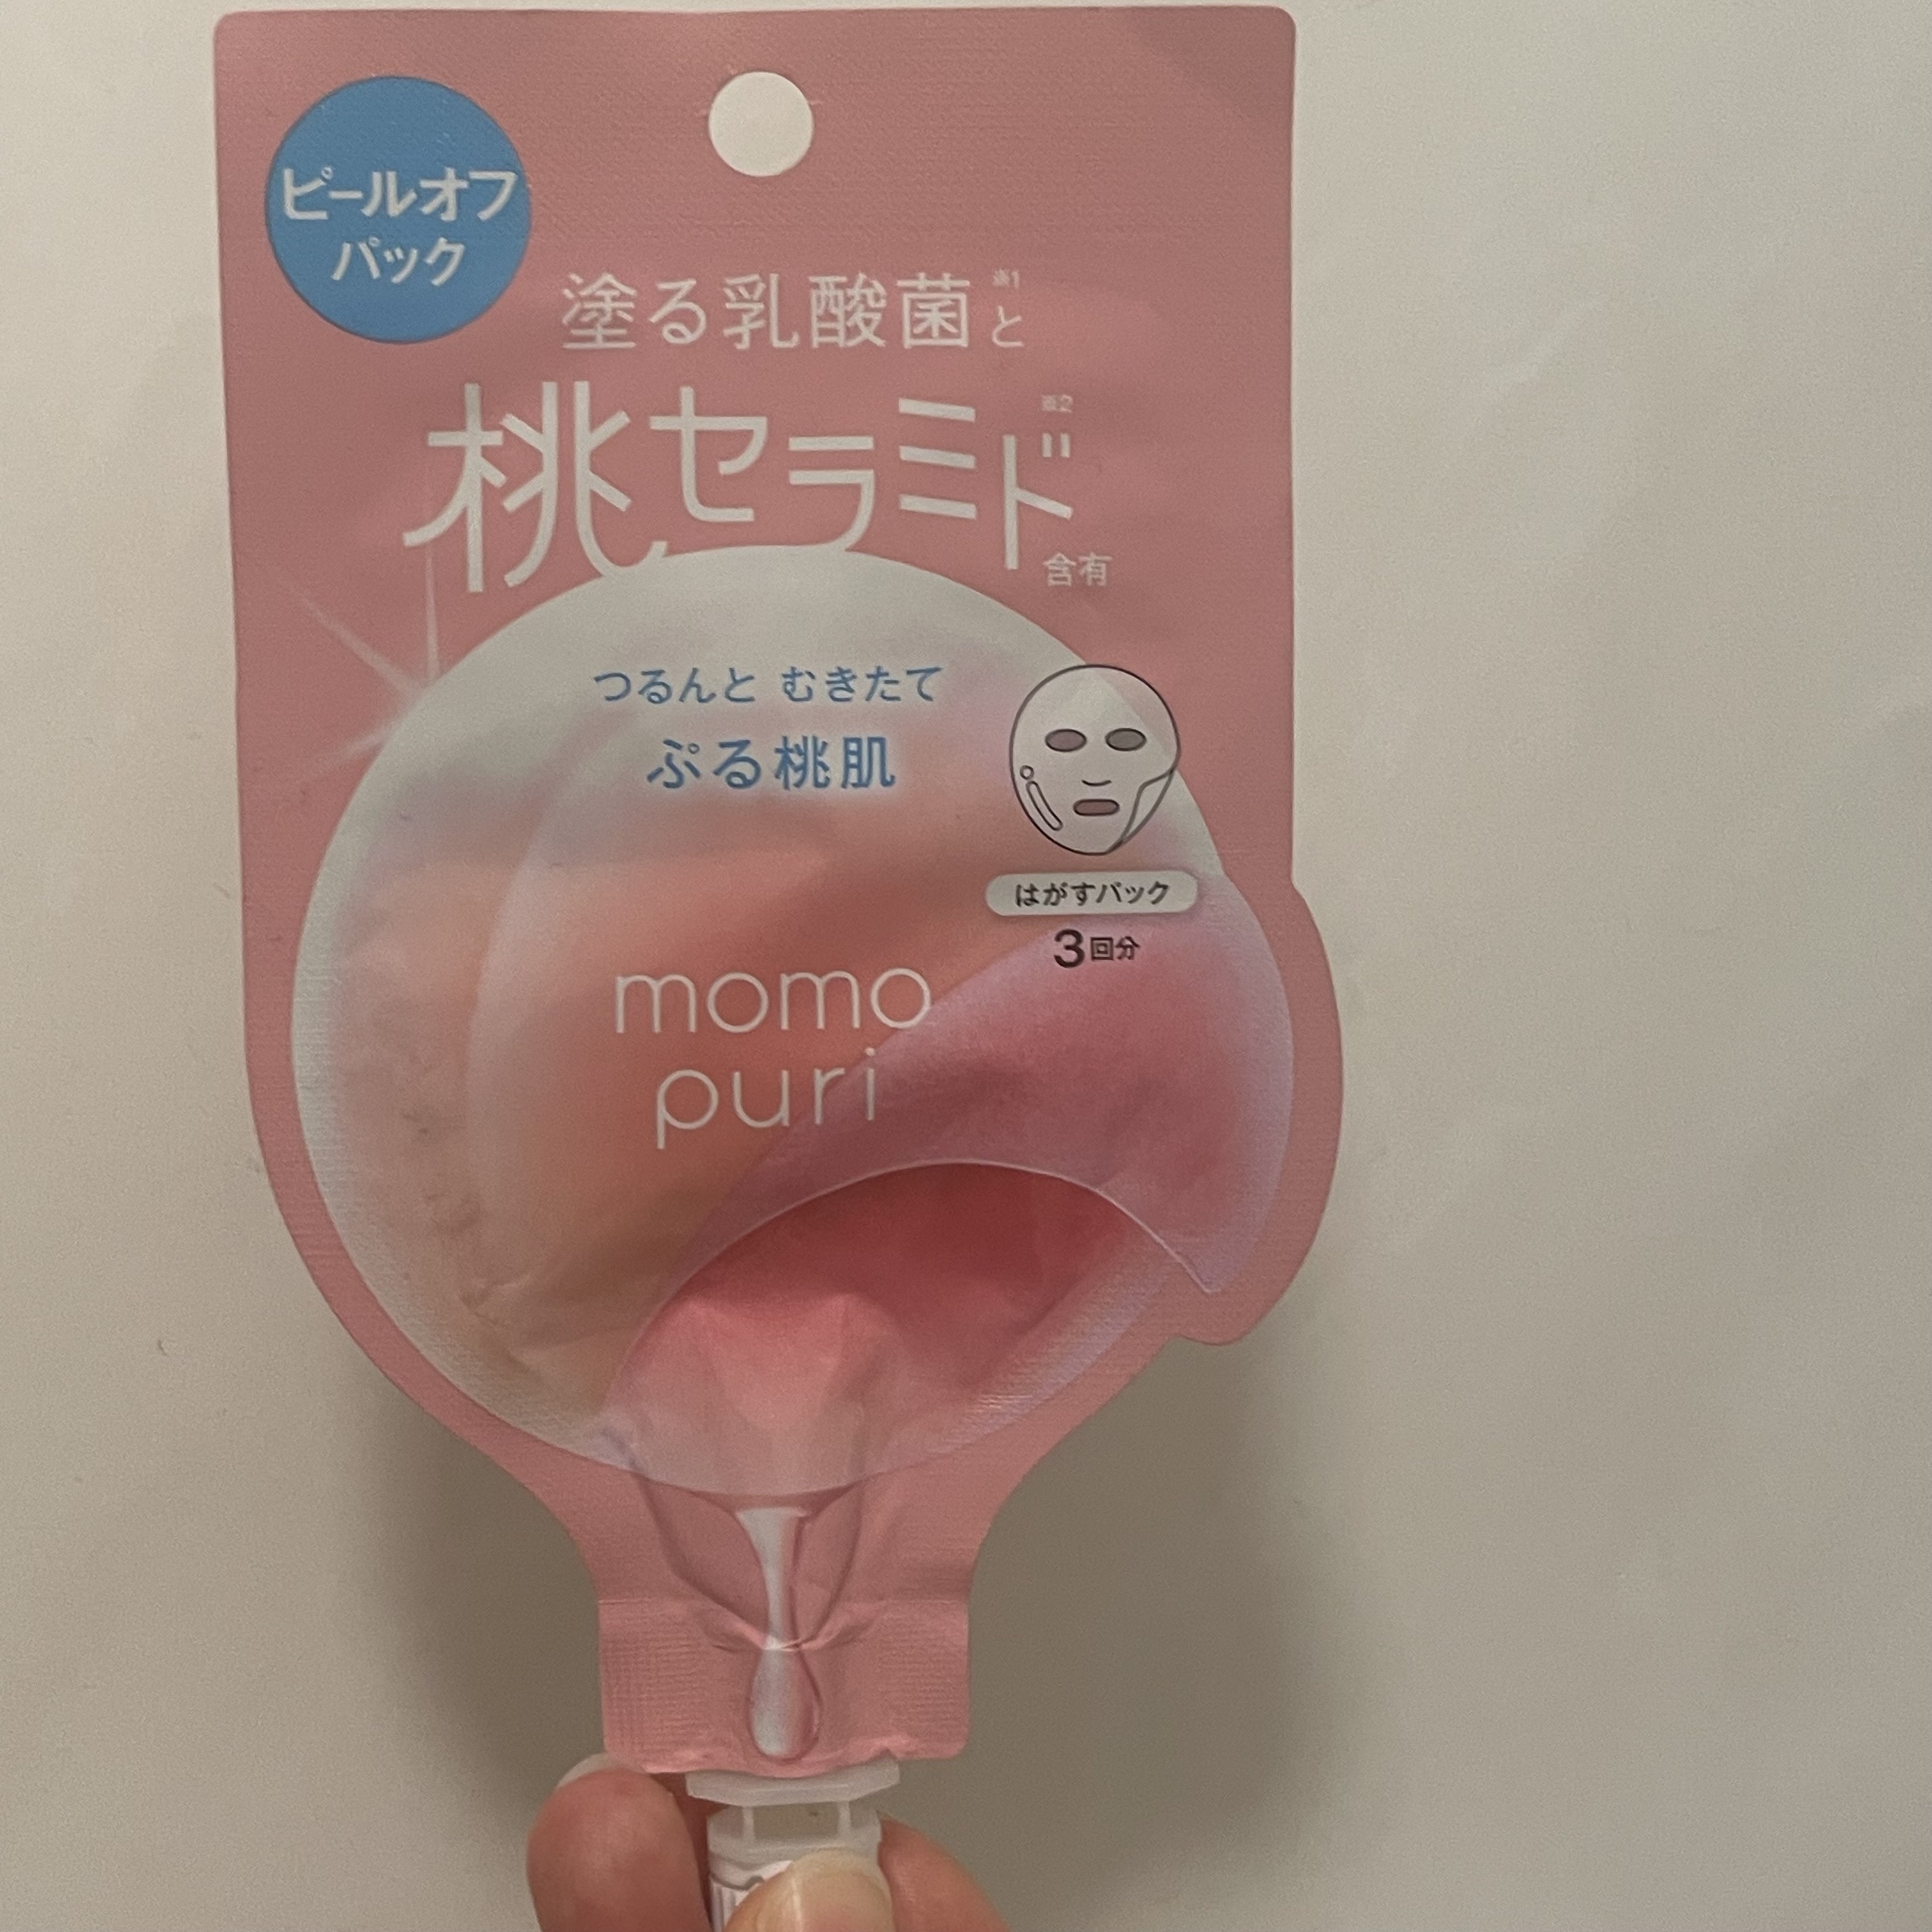 ピールオフ
パック
塗る乳酸菌※1と
桃セラミド※2
含有
つるんと むきたて
ぷる桃肌
はがすパック
3回分
momo
puri